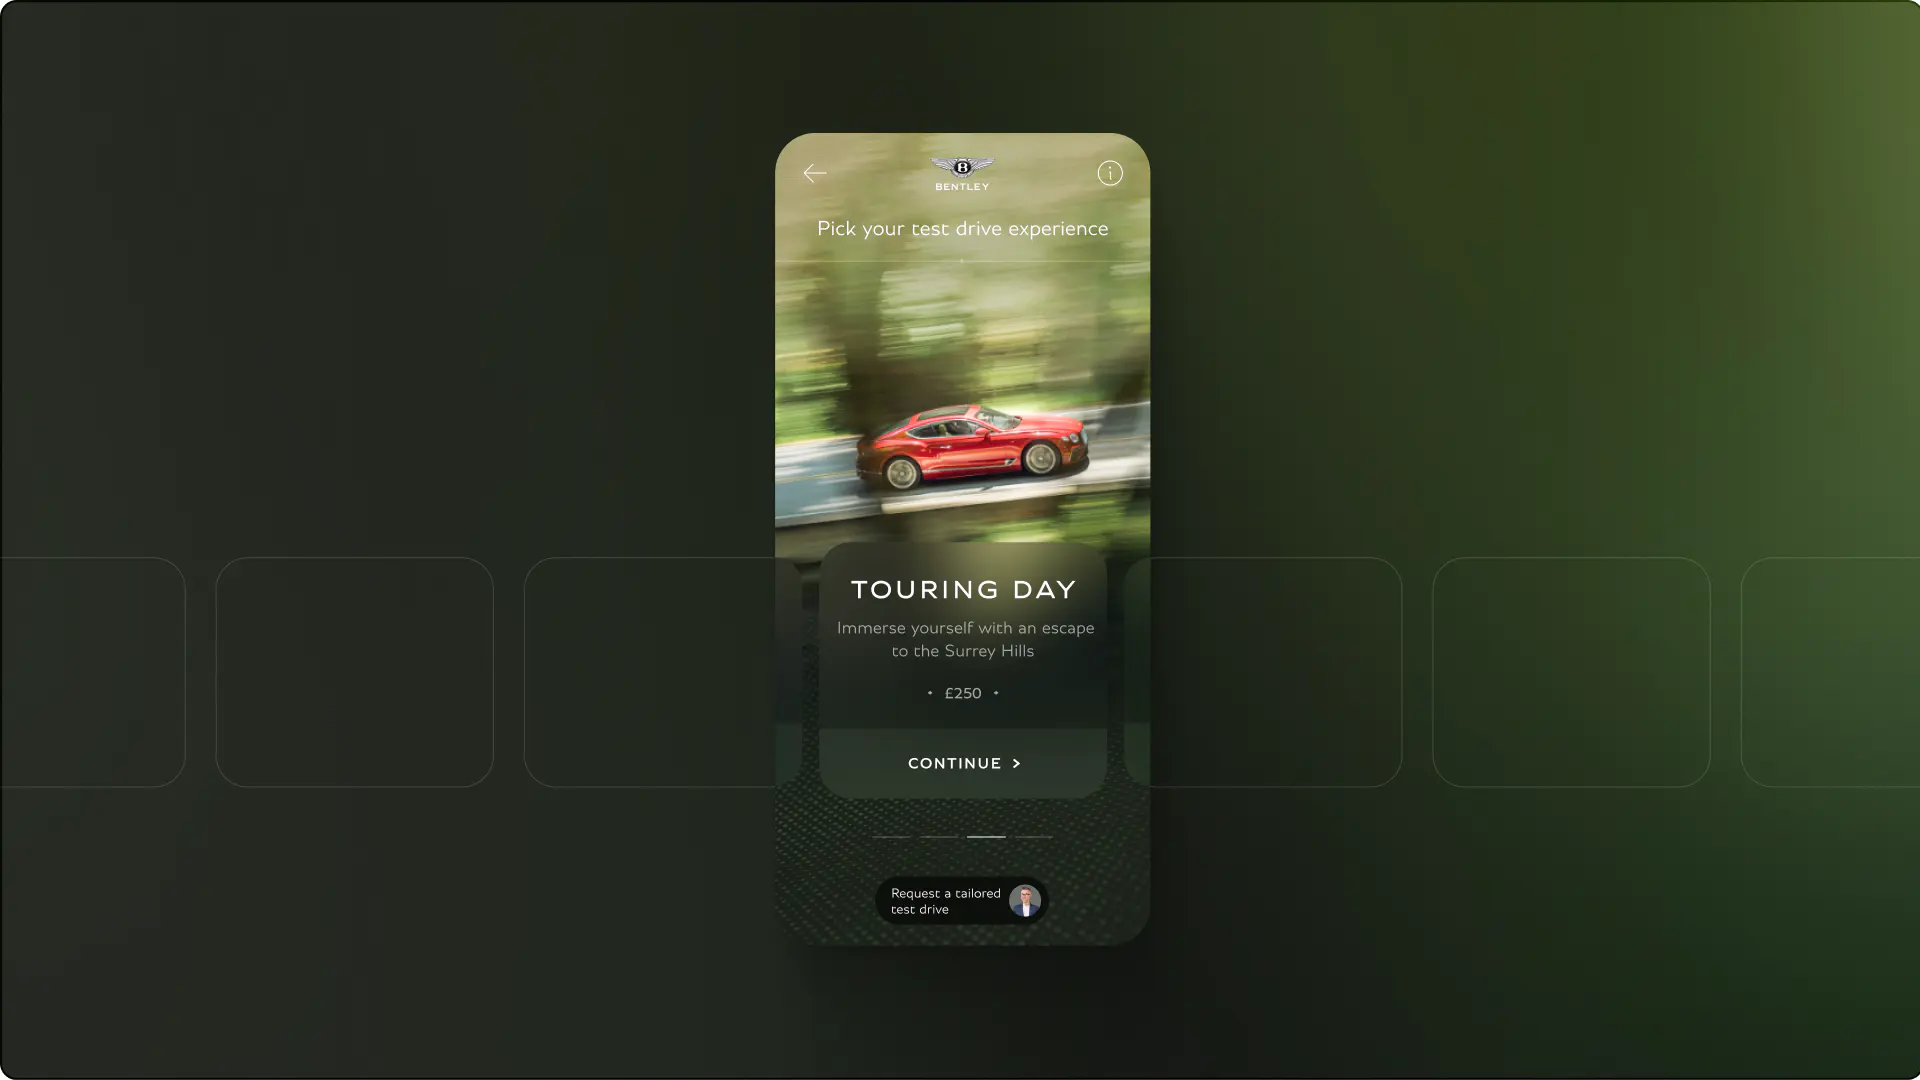 B
BENTLEY
Pick your test drive experience
TOURING DAY
Immerse yourself with an escape
to the Surrey Hills
£250
CONTINUE >
Request a tailored
test drive